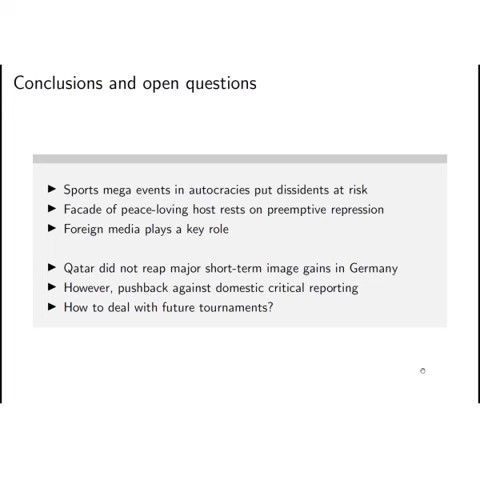 Conclusions and open questions
▶ Sports mega events in autocracies put dissidents at risk
▶ Facade of peace-loving host rests on preemptive repression
▶ Foreign media plays a key role
▶ Qatar did not reap major short-term image gains in Germany
▶ However, pushback against domestic critical reporting
▶ How to deal with future tournaments?